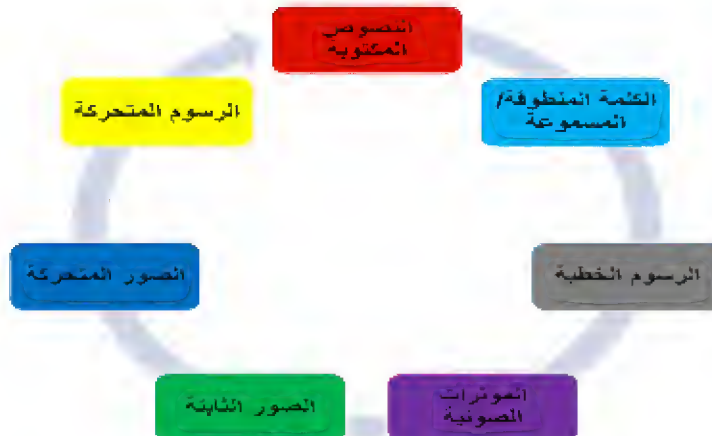 النصوص
المكتوبة
الكلمة المنطوقة/
المسموعة
الرسوم الخطية
المؤثرات
الصوتية
الصور الثابتة
الصور المتحركة
الرسوم المتحركة